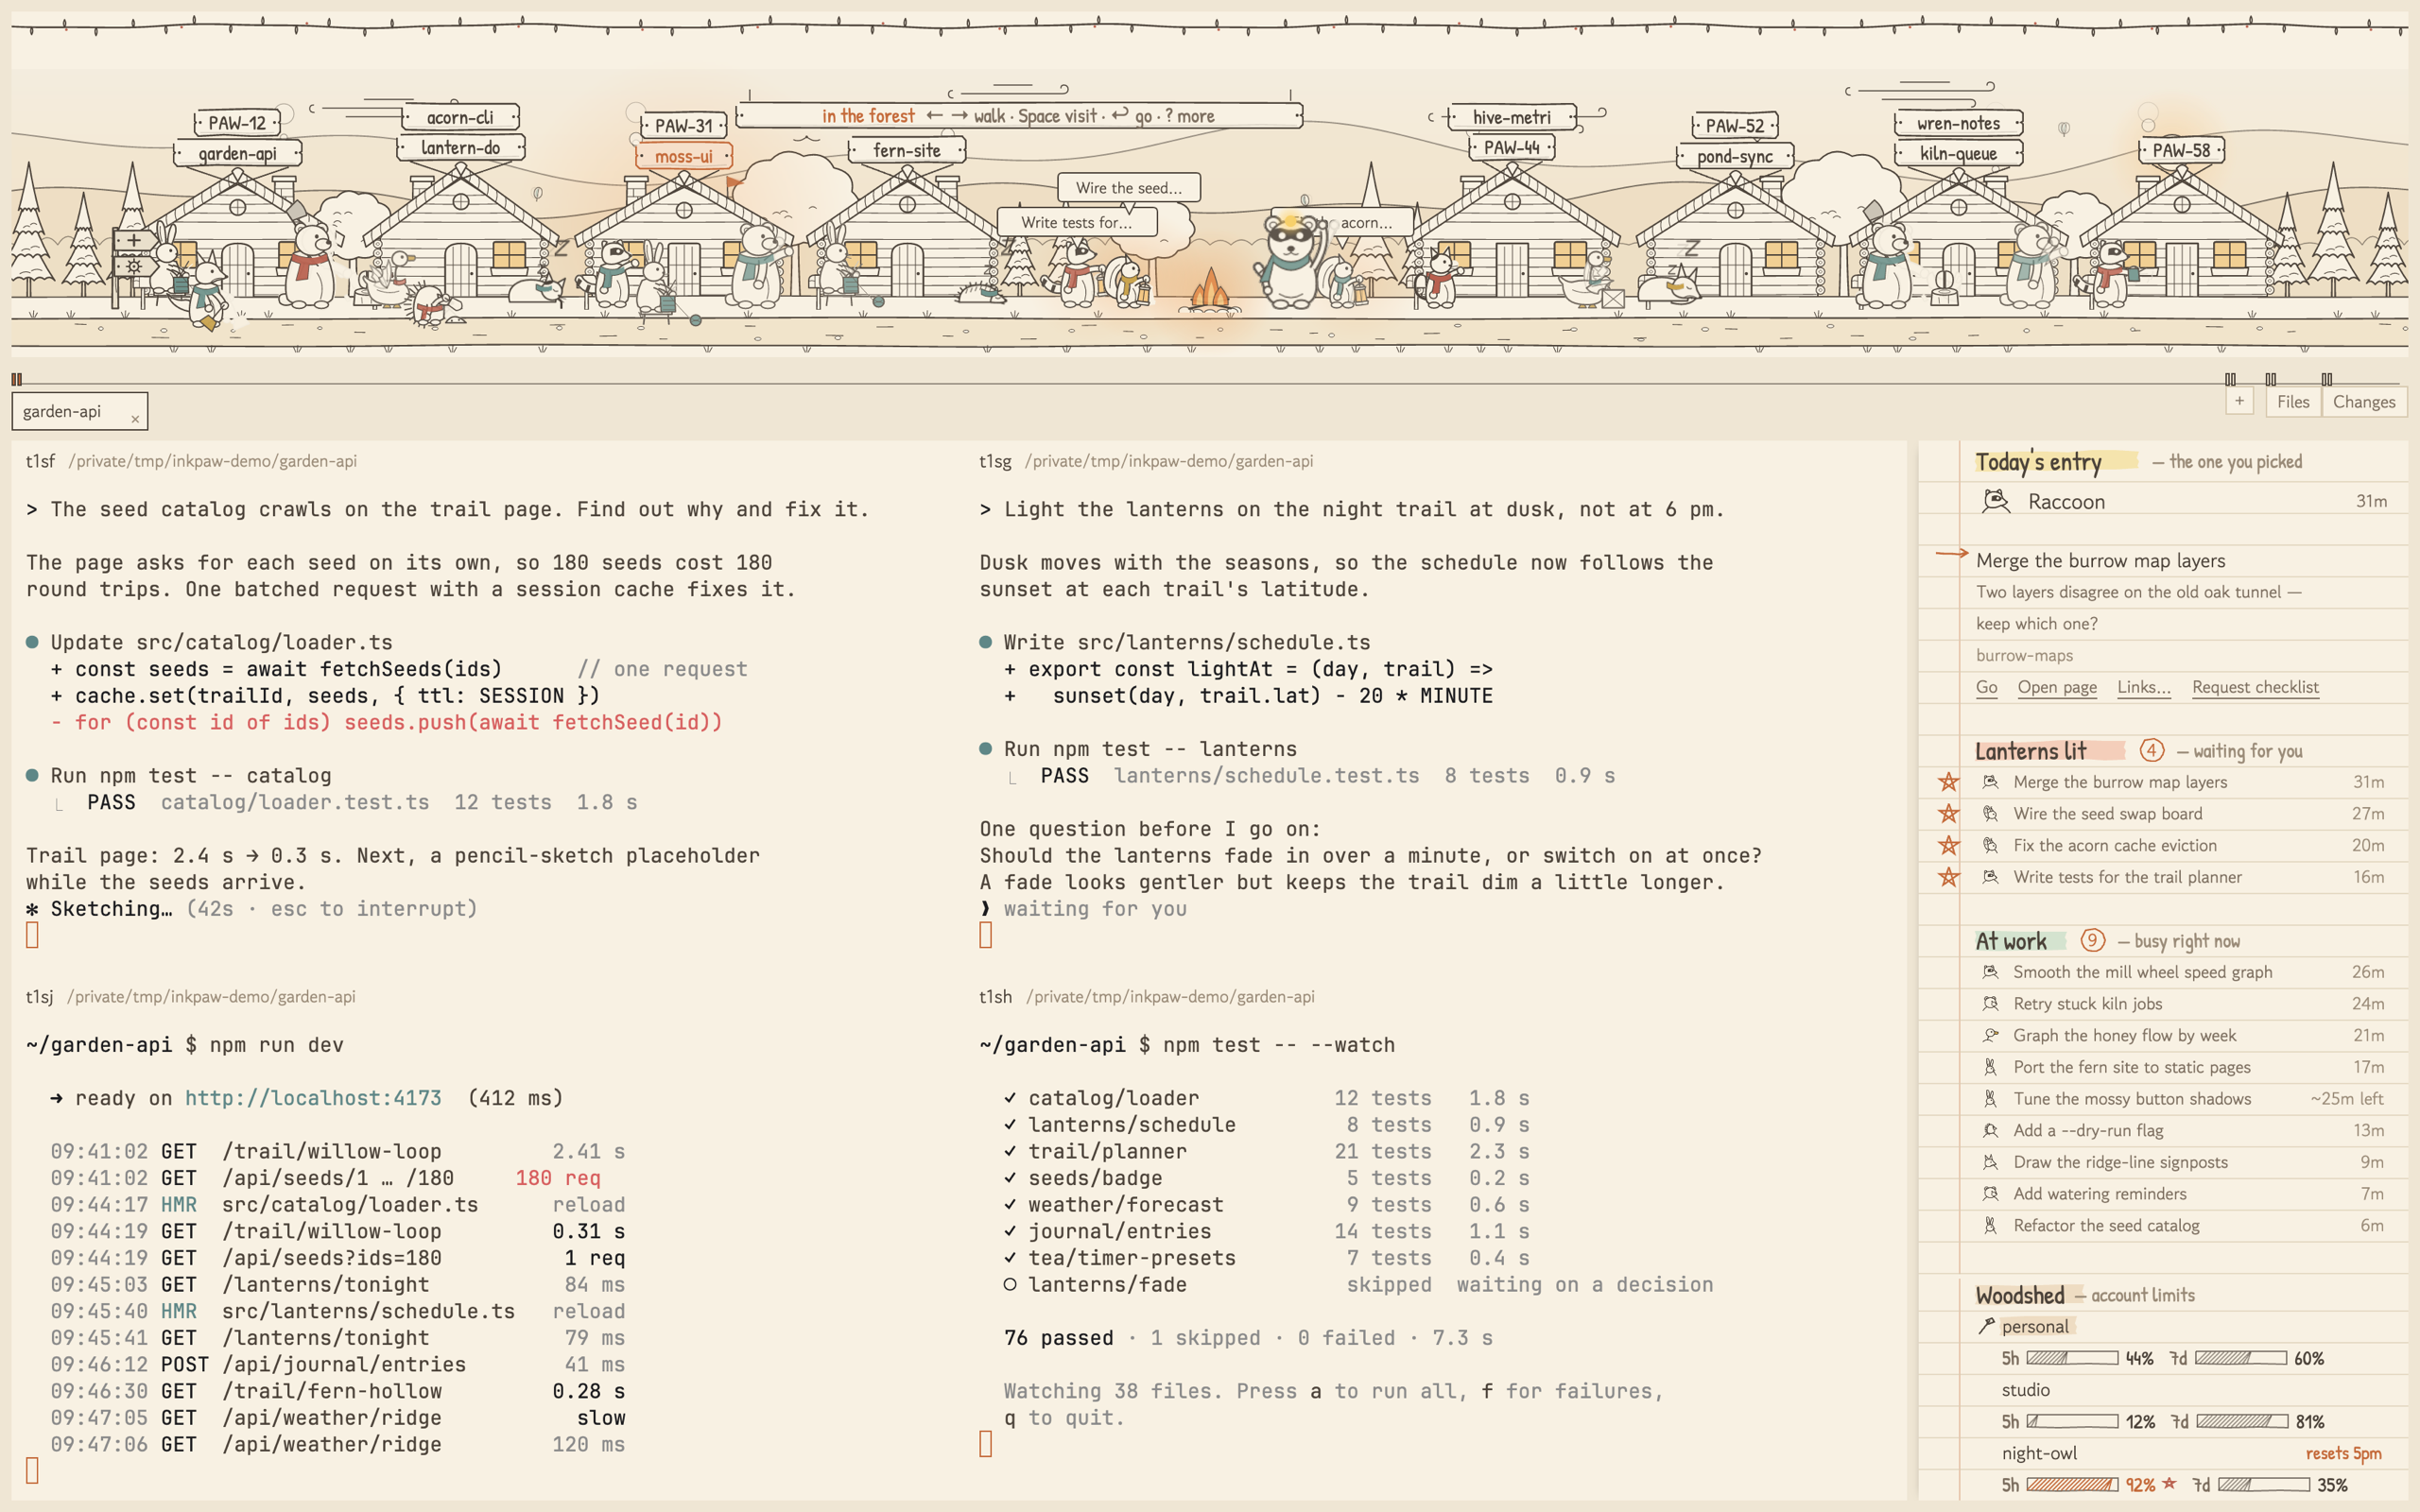 PAW-12
garden-api
acorn-cli
lantern-do
PAW-31
moss-ui
in the forest ← → walk · Space visit · ↩ go · ? more
fern-site
Wire the seed...
Write tests for...
acorn...
hive-metri
PAW-44
PAW-52
pond-sync
wren-notes
kiln-queue
PAW-58
garden-api ×
+ Files Changes
t1sf /private/tmp/inkpaw-demo/garden-api
> The seed catalog crawls on the trail page. Find out why and fix it.
The page asks for each seed on its own, so 180 seeds cost 180
round trips. One batched request with a session cache fixes it.
● Update src/catalog/loader.ts
+ const seeds = await fetchSeeds(ids) // one request
+ cache.set(trailId, seeds, { ttl: SESSION })
- for (const id of ids) seeds.push(await fetchSeed(id))
● Run npm test -- catalog
⎿ PASS catalog/loader.test.ts 12 tests 1.8 s
Trail page: 2.4 s → 0.3 s. Next, a pencil-sketch placeholder
while the seeds arrive.
✻ Sketching… (42s · esc to interrupt)
t1sg /private/tmp/inkpaw-demo/garden-api
> Light the lanterns on the night trail at dusk, not at 6 pm.
Dusk moves with the seasons, so the schedule now follows the
sunset at each trail's latitude.
● Write src/lanterns/schedule.ts
+ export const lightAt = (day, trail) =>
+ sunset(day, trail.lat) - 20 * MINUTE
● Run npm test -- lanterns
⎿ PASS lanterns/schedule.test.ts 8 tests 0.9 s
One question before I go on:
Should the lanterns fade in over a minute, or switch on at once?
A fade looks gentler but keeps the trail dim a little longer.
❩ waiting for you
t1sj /private/tmp/inkpaw-demo/garden-api
~/garden-api $ npm run dev
➜ ready on http://localhost:4173 (412 ms)
09:41:02 GET /trail/willow-loop 2.41 s
09:41:02 GET /api/seeds/1 … /180 180 req
09:44:17 HMR src/catalog/loader.ts reload
09:44:19 GET /trail/willow-loop 0.31 s
09:44:19 GET /api/seeds?ids=180 1 req
09:45:03 GET /lanterns/tonight 84 ms
09:45:40 HMR src/lanterns/schedule.ts reload
09:45:41 GET /lanterns/tonight 79 ms
09:46:12 POST /api/journal/entries 41 ms
09:46:30 GET /trail/fern-hollow 0.28 s
09:47:05 GET /api/weather/ridge slow
09:47:06 GET /api/weather/ridge 120 ms
t1sh /private/tmp/inkpaw-demo/garden-api
~/garden-api $ npm test -- --watch
✓ catalog/loader 12 tests 1.8 s
✓ lanterns/schedule 8 tests 0.9 s
✓ trail/planner 21 tests 2.3 s
✓ seeds/badge 5 tests 0.2 s
✓ weather/forecast 9 tests 0.6 s
✓ journal/entries 14 tests 1.1 s
✓ tea/timer-presets 7 tests 0.4 s
○ lanterns/fade skipped waiting on a decision
76 passed · 1 skipped · 0 failed · 7.3 s
Watching 38 files. Press a to run all, f for failures,
q to quit.
Today's entry — the one you picked
Raccoon 31m
Merge the burrow map layers
Two layers disagree on the old oak tunnel —
keep which one?
burrow-maps
Go Open page Links... Request checklist
Lanterns lit 4 — waiting for you
Merge the burrow map layers 31m
Wire the seed swap board 27m
Fix the acorn cache eviction 20m
Write tests for the trail planner 16m
At work 9 — busy right now
Smooth the mill wheel speed graph 26m
Retry stuck kiln jobs 24m
Graph the honey flow by week 21m
Port the fern site to static pages 17m
Tune the mossy button shadows ~25m left
Add a --dry-run flag 13m
Draw the ridge-line signposts 9m
Add watering reminders 7m
Refactor the seed catalog 6m
Woodshed — account limits
personal
5h 44% 7d 60%
studio
5h 12% 7d 81%
night-owl resets 5pm
5h 92% 7d 35%